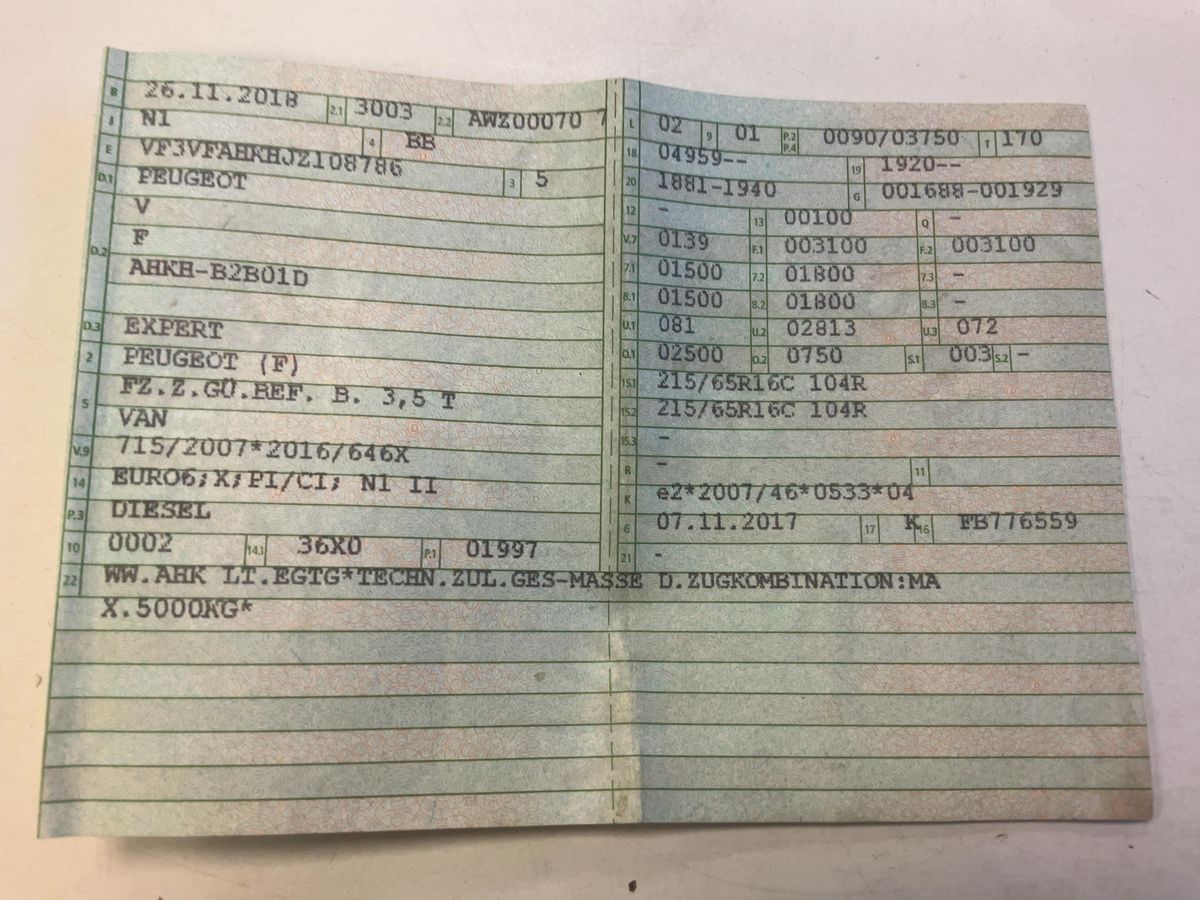 B 26.11.2018 2.1 3003 2.2 AWZ00070 7
J N1 4 BB
E VF3VFAHKHJZ108786 3 5
D.1 PEUGEOT
D.2 V
F
AHKH-B2B01D
D.3 EXPERT
2 PEUGEOT (F)
5 FZ.Z.GÜ.BEF. B. 3,5 T
VAN
V.9 715/2007*2016/646X
14 EURO6;X;PI/CI; N1 II
P.3 DIESEL
10 0002 14.1 36X0 P.1 01997
L 02 9 01 P.2 P.4 0090/03750 T 170
18 04959-- 19 1920--
20 1881-1940 G 001688-001929
12 - 13 00100 Q -
V.7 0139 F.1 003100 F.2 003100
7.1 01500 7.2 01800 7.3 -
8.1 01500 8.2 01800 8.3 -
U.1 081 U.2 02813 U.3 072
O.1 02500 O.2 0750 S.1 003 S.2 -
15.1 215/65R16C 104R
15.2 215/65R16C 104R
15.3 -
R - 11
K e2*2007/46*0533*04
6 07.11.2017 17 K 16 FB776559
21 -
22 WW.AHK LT.EGTG*TECHN.ZUL.GES-MASSE D.ZUGKOMBINATION:MA
X.5000KG*